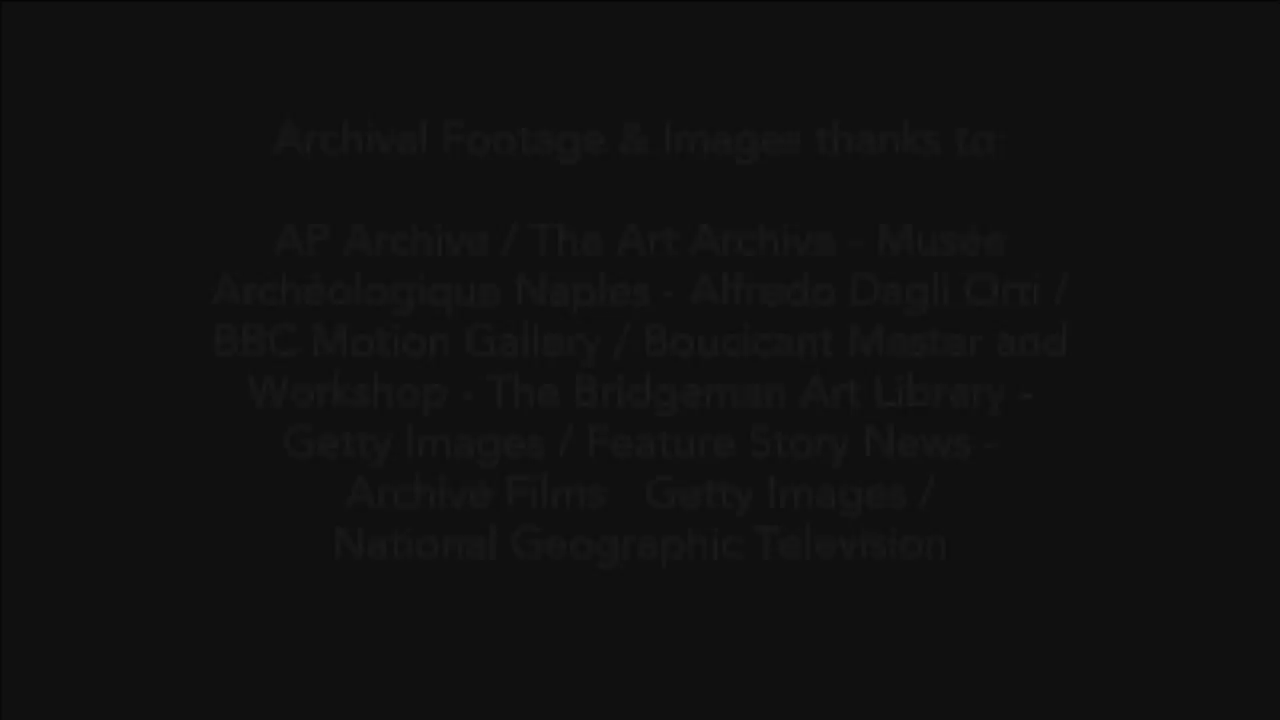 Archival Footage & Images thanks to:
AP Archive / The Art Archive - Musée
Archéologique Naples - Alfredo Dagli Orti /
BBC Motion Gallery / Boucicant Master and
Workshop - The Bridgeman Art Library -
Getty Images / Feature Story News -
Archive Films Getty Images /
National Geographic Television